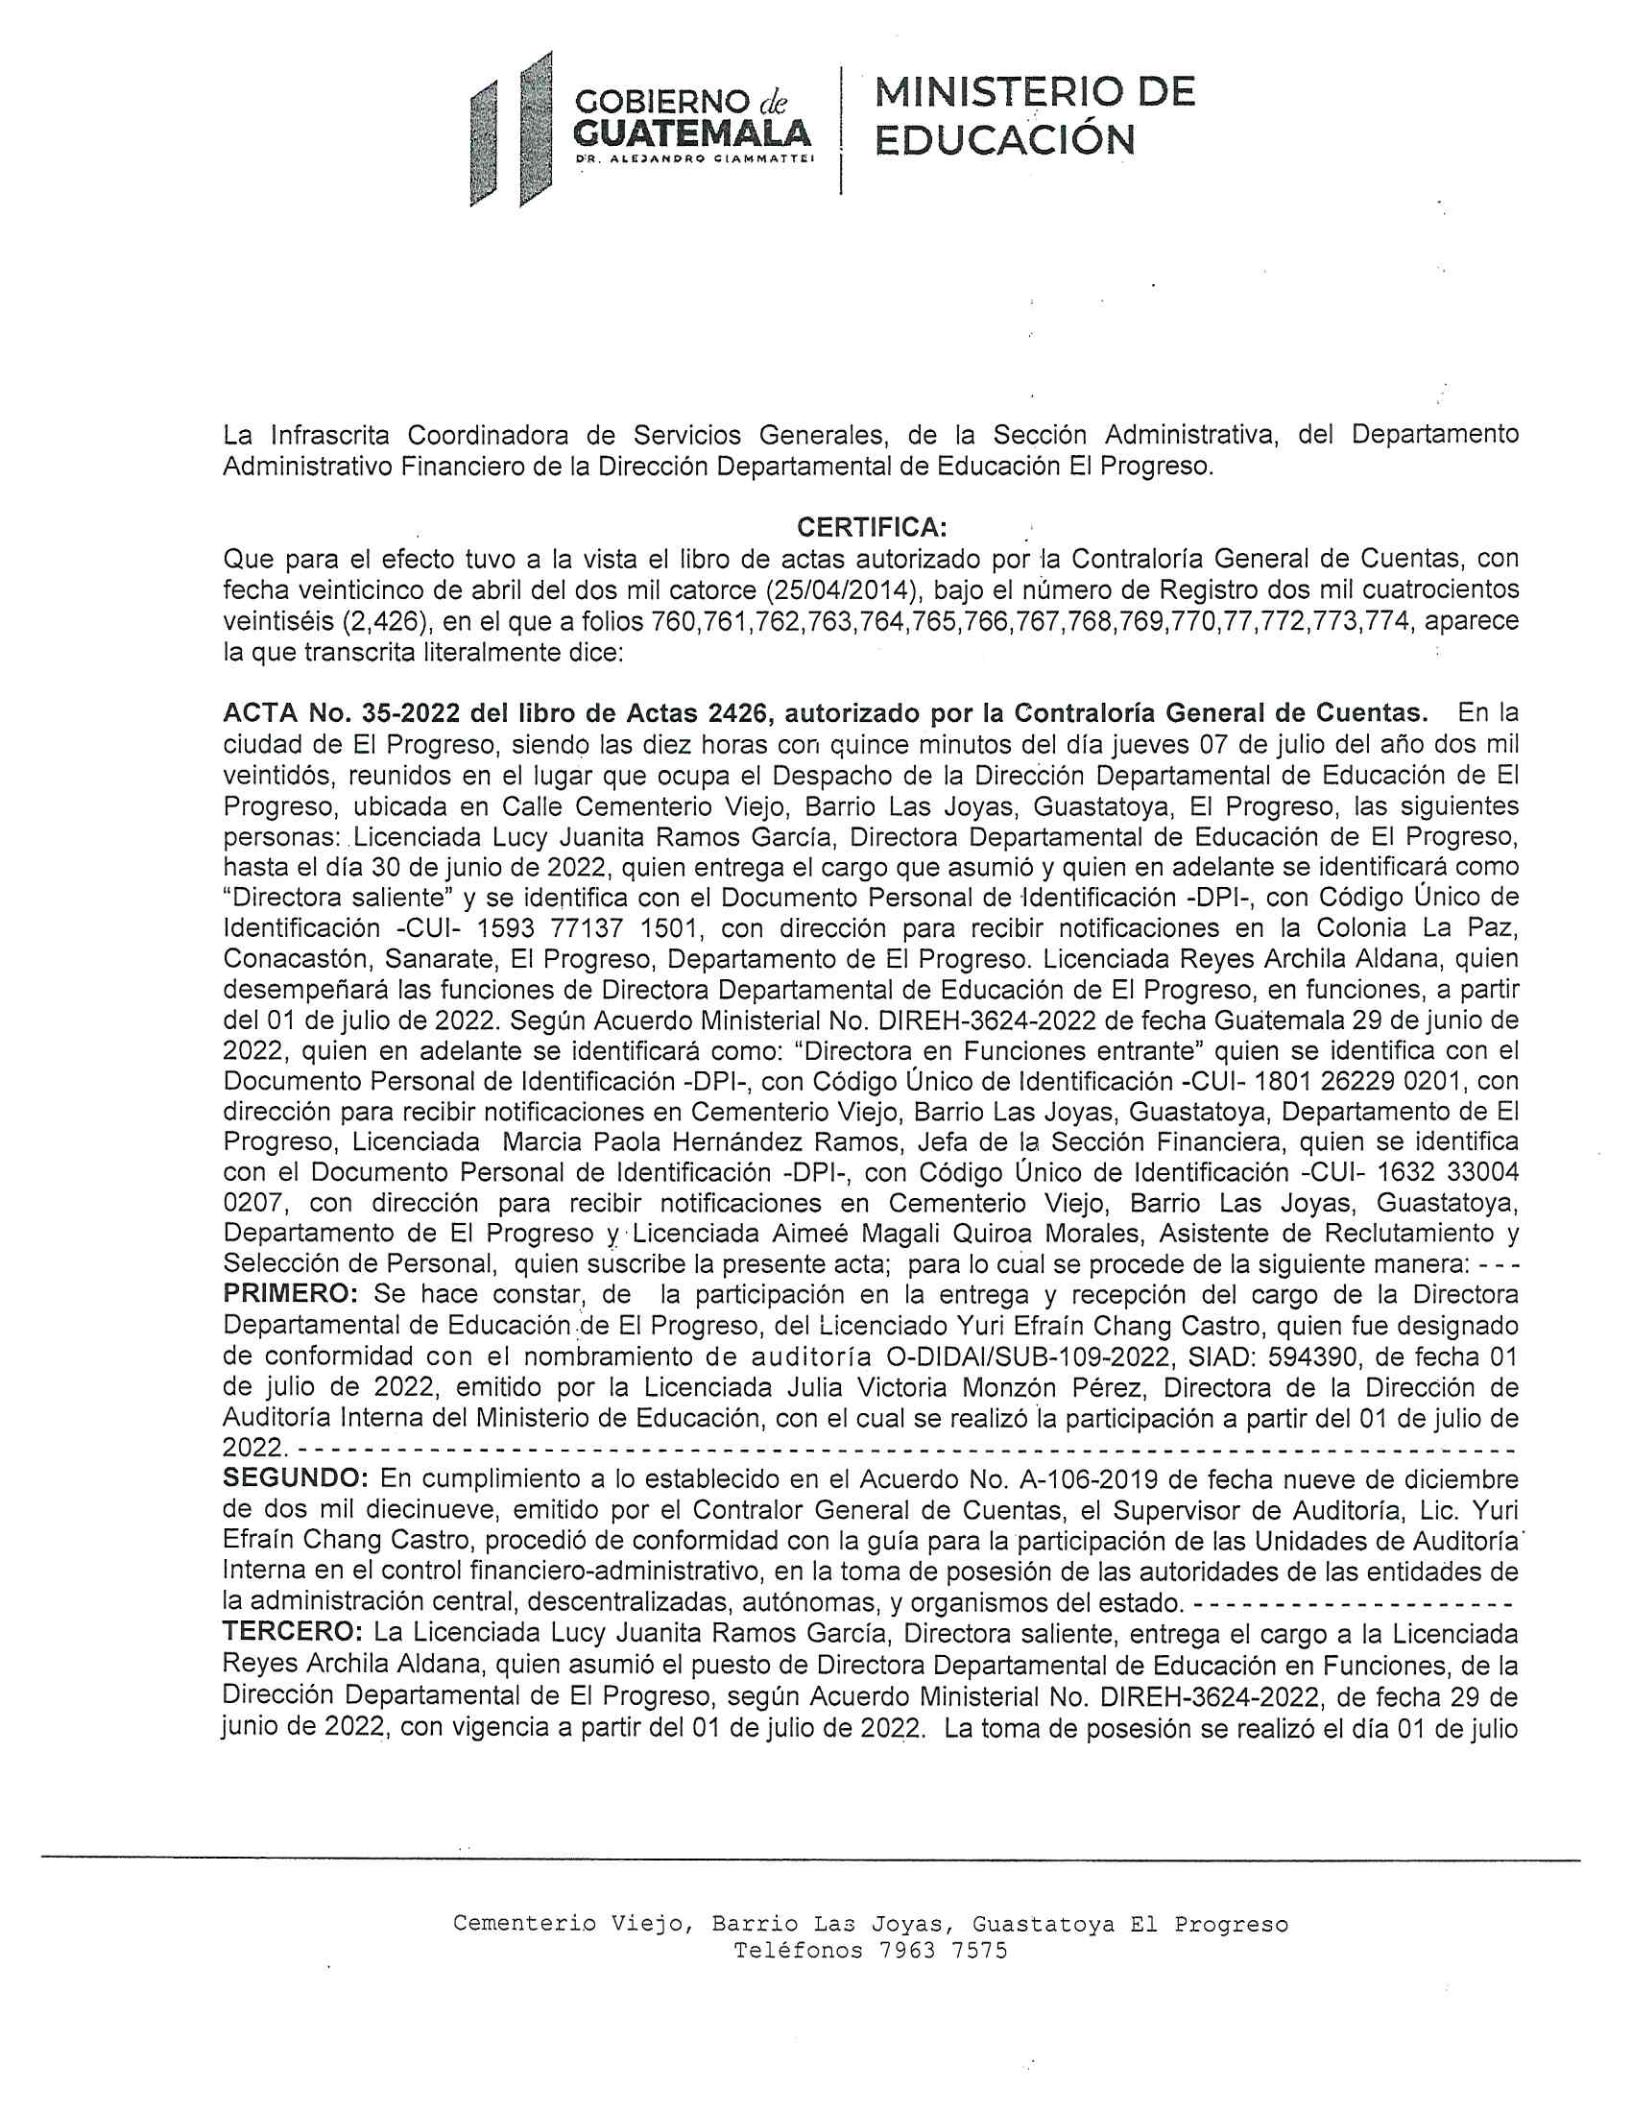 GOBIERNO de
GUATEMALA
DR. ALEJANDRO GIAMMATTEI
MINISTERIO DE
EDUCACIÓN
La Infrascrita Coordinadora de Servicios Generales, de la Sección Administrativa, del Departamento
Administrativo Financiero de la Dirección Departamental de Educación El Progreso.
CERTIFICA:
Que para el efecto tuvo a la vista el libro de actas autorizado por la Contraloría General de Cuentas, con
fecha veinticinco de abril del dos mil catorce (25/04/2014), bajo el número de Registro dos mil cuatrocientos
veintiséis (2,426), en el que a folios 760,761,762,763,764,765,766,767,768,769,770,77,772,773,774, aparece
la que transcrita literalmente dice:
ACTA No. 35-2022 del libro de Actas 2426, autorizado por la Contraloría General de Cuentas. En la
ciudad de El Progreso, siendo las diez horas con quince minutos del día jueves 07 de julio del año dos mil
veintidós, reunidos en el lugar que ocupa el Despacho de la Dirección Departamental de Educación de El
Progreso, ubicada en Calle Cementerio Viejo, Barrio Las Joyas, Guastatoya, El Progreso, las siguientes
personas: Licenciada Lucy Juanita Ramos García, Directora Departamental de Educación de El Progreso,
hasta el día 30 de junio de 2022, quien entrega el cargo que asumió y quien en adelante se identificará como
“Directora saliente” y se identifica con el Documento Personal de Identificación -DPI-, con Código Único de
Identificación -CUI- 1593 77137 1501, con dirección para recibir notificaciones en la Colonia La Paz,
Conacastón, Sanarate, El Progreso, Departamento de El Progreso. Licenciada Reyes Archila Aldana, quien
desempeñará las funciones de Directora Departamental de Educación de El Progreso, en funciones, a partir
del 01 de julio de 2022. Según Acuerdo Ministerial No. DIREH-3624-2022 de fecha Guatemala 29 de junio de
2022, quien en adelante se identificará como: “Directora en Funciones entrante” quien se identifica con el
Documento Personal de Identificación -DPI-, con Código Único de Identificación -CUI- 1801 26229 0201, con
dirección para recibir notificaciones en Cementerio Viejo, Barrio Las Joyas, Guastatoya, Departamento de El
Progreso, Licenciada Marcia Paola Hernández Ramos, Jefa de la Sección Financiera, quien se identifica
con el Documento Personal de Identificación -DPI-, con Código Único de Identificación -CUI- 1632 33004
0207, con dirección para recibir notificaciones en Cementerio Viejo, Barrio Las Joyas, Guastatoya,
Departamento de El Progreso y Licenciada Aimeé Magali Quiroa Morales, Asistente de Reclutamiento y
Selección de Personal, quien suscribe la presente acta; para lo cual se procede de la siguiente manera: - - -
PRIMERO: Se hace constar, de la participación en la entrega y recepción del cargo de la Directora
Departamental de Educación de El Progreso, del Licenciado Yuri Efraín Chang Castro, quien fue designado
de conformidad con el nombramiento de auditoría O-DIDAI/SUB-109-2022, SIAD: 594390, de fecha 01
de julio de 2022, emitido por la Licenciada Julia Victoria Monzón Pérez, Directora de la Dirección de
Auditoría Interna del Ministerio de Educación, con el cual se realizó la participación a partir del 01 de julio de
2022. - - - - - - - - - - - - - - - - - - - - - - - - - - - - - - - - - - - - - - - - - - - - - - - - - - - - - - - - - - - - - - - - - - - - - - - - - - -
SEGUNDO: En cumplimiento a lo establecido en el Acuerdo No. A-106-2019 de fecha nueve de diciembre
de dos mil diecinueve, emitido por el Contralor General de Cuentas, el Supervisor de Auditoría, Lic. Yuri
Efraín Chang Castro, procedió de conformidad con la guía para la participación de las Unidades de Auditoría
Interna en el control financiero-administrativo, en la toma de posesión de las autoridades de las entidades de
la administración central, descentralizadas, autónomas, y organismos del estado. - - - - - - - - - - - - - - - - - - - -
TERCERO: La Licenciada Lucy Juanita Ramos García, Directora saliente, entrega el cargo a la Licenciada
Reyes Archila Aldana, quien asumió el puesto de Directora Departamental de Educación en Funciones, de la
Dirección Departamental de El Progreso, según Acuerdo Ministerial No. DIREH-3624-2022, de fecha 29 de
junio de 2022, con vigencia a partir del 01 de julio de 2022. La toma de posesión se realizó el día 01 de julio
Cementerio Viejo, Barrio Las Joyas, Guastatoya El Progreso
Teléfonos 7963 7575